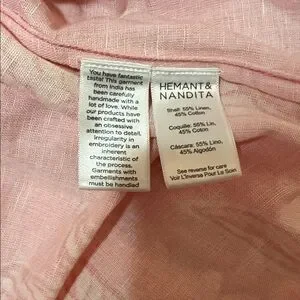 You have fantastic
taste! This garment
from India has
been carefully
handmade with a
lot of love. While
our products have
been crafted with
an obsessive
attention to detail,
irregularity in
embroidery is an
inherent
characteristic of
the process.
Garments with
embellishments
must be handled
HEMANT&
NANDITA
Shell: 55% Linen,
45% Cotton
Coquille: 55% Lin,
45% Coton
Cáscara: 55% Lino,
45% Algodón
See reverse for care
Voir L'Inverse Pour Le Soin